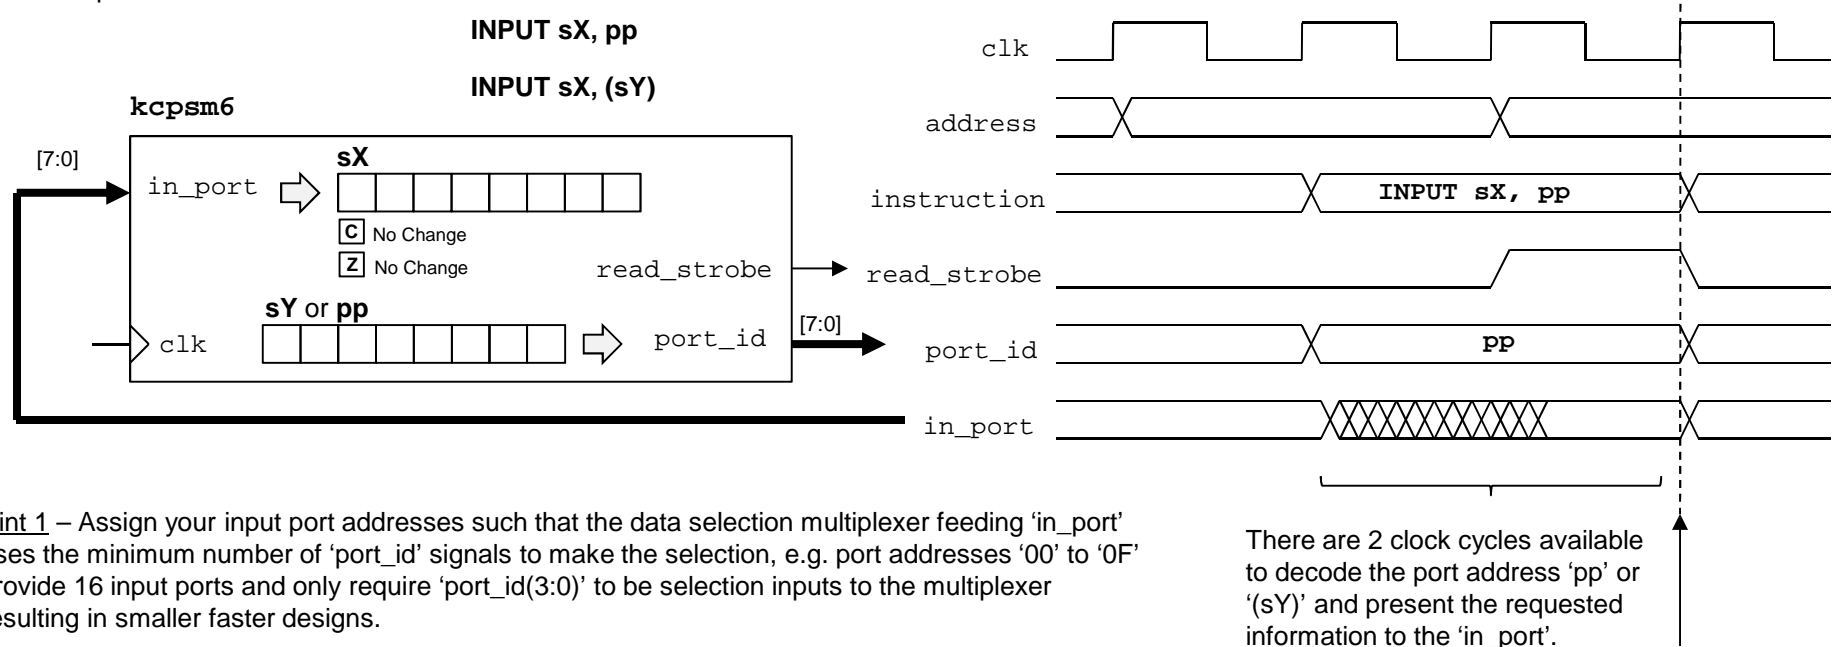 INPUT sX, pp
INPUT sX, (sY)
kcpsm6
[7:0]
in_port
sX
C No Change
Z No Change
read_strobe
sY or pp
clk
port_id
[7:0]
clk
address
instruction
INPUT sX, pp
read_strobe
port_id
pp
in_port
int 1 – Assign your input port addresses such that the data selection multiplexer feeding ‘in_port’
ses the minimum number of ‘port_id’ signals to make the selection, e.g. port addresses ‘00’ to ‘0F’
rovide 16 input ports and only require ‘port_id(3:0)’ to be selection inputs to the multiplexer
esulting in smaller faster designs.
There are 2 clock cycles available
to decode the port address ‘pp’ or
‘(sY)’ and present the requested
information to the ‘in_port’.